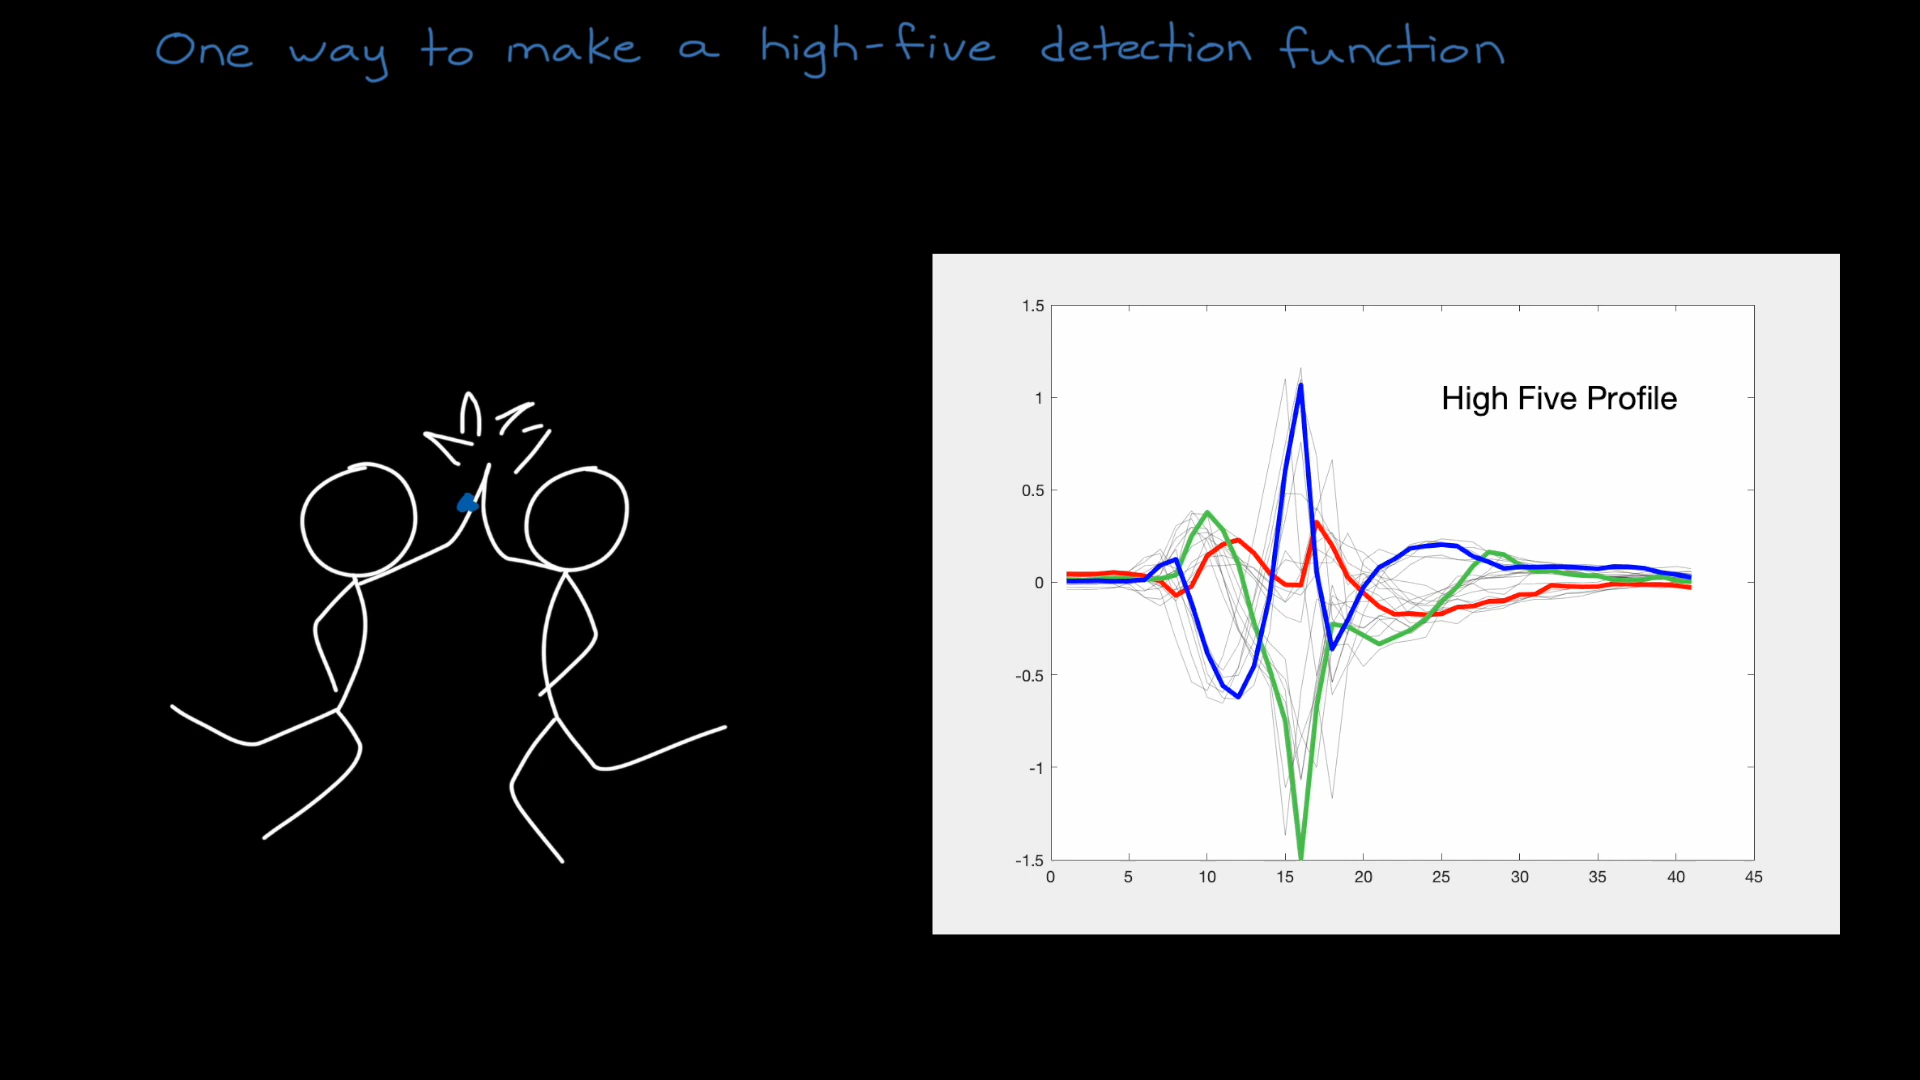 One way to make a high-five detection function
High Five Profile
1.5
1
0.5
0
-0.5
-1
-1.5
0 5 10 15 20 25 30 35 40 45